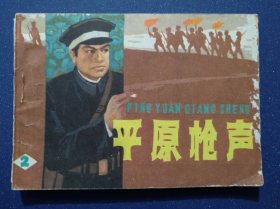 PING YUAN QIANG SHENG
平原枪声
2